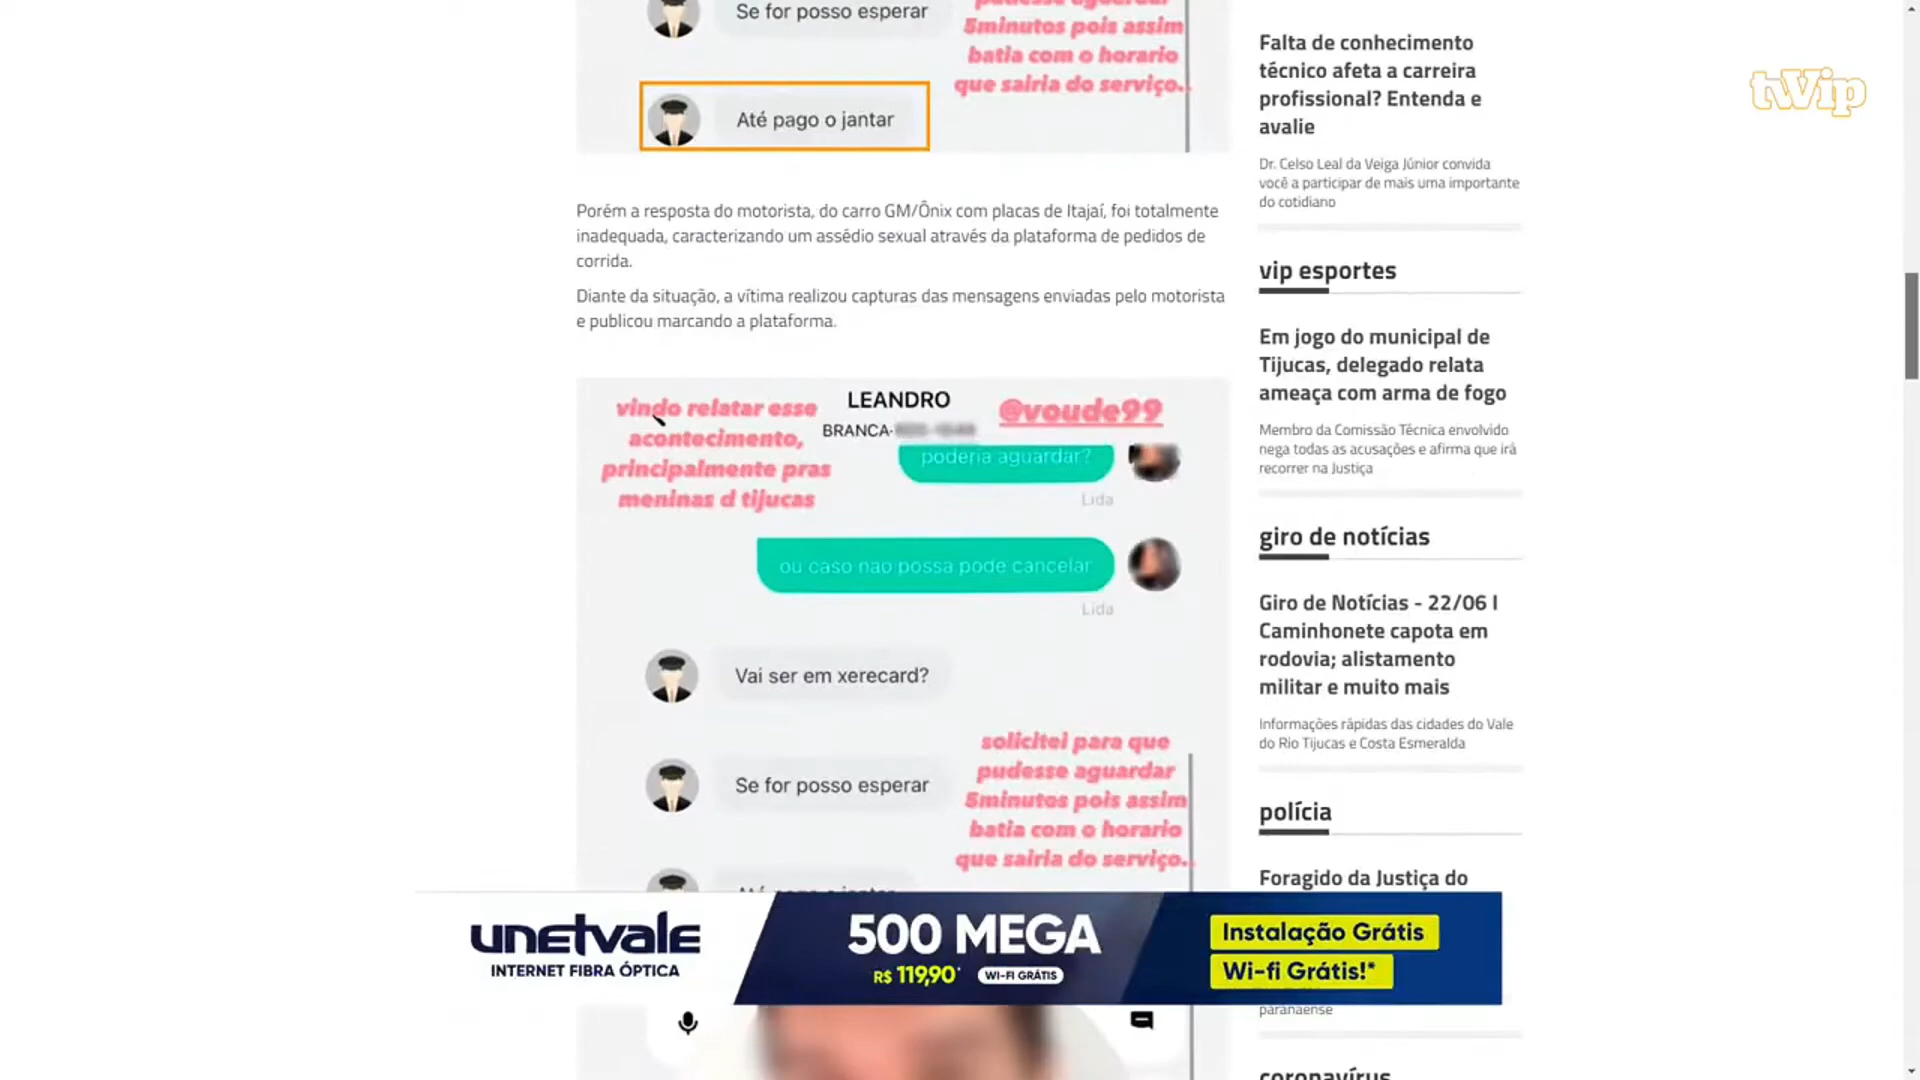 Se for posso esperar
5minutos pois assim
batia com o horario
que sairia do serviço..
Até pago o jantar
Porém a resposta do motorista, do carro GM/Ônix com placas de Itajaí, foi totalmente
inadequada, caracterizando um assédio sexual através da plataforma de pedidos de
corrida.
Diante da situação, a vítima realizou capturas das mensagens enviadas pelo motorista
e publicou marcando a plataforma.
vindo relatar esse
acontecimento,
principalmente pras
meninas d tijucas
LEANDRO
BRANCA-
@voude99
poderia aguardar?
Lida
ou caso nao possa pode cancelar
Lida
Vai ser em xerecard?
Se for posso esperar
solicitei para que
pudesse aguardar
5minutos pois assim
batia com o horario
que sairia do serviço..
unetvale
INTERNET FIBRA ÓPTICA
500 MEGA
R$ 119,90*
WI-FI GRÁTIS
Instalação Grátis
Wi-fi Grátis!*
tVip
Falta de conhecimento
técnico afeta a carreira
profissional? Entenda e
avalie
Dr. Celso Leal da Veiga Júnior convida
você a participar de mais uma importante
do cotidiano
vip esportes
Em jogo do municipal de
Tijucas, delegado relata
ameaça com arma de fogo
Membro da Comissão Técnica envolvido
nega todas as acusações e afirma que irá
recorrer na Justiça
giro de notícias
Giro de Notícias - 22/06 I
Caminhonete capota em
rodovia; alistamento
militar e muito mais
Informações rápidas das cidades do Vale
do Rio Tijucas e Costa Esmeralda
polícia
Foragido da Justiça do
paranaense
coronavírus